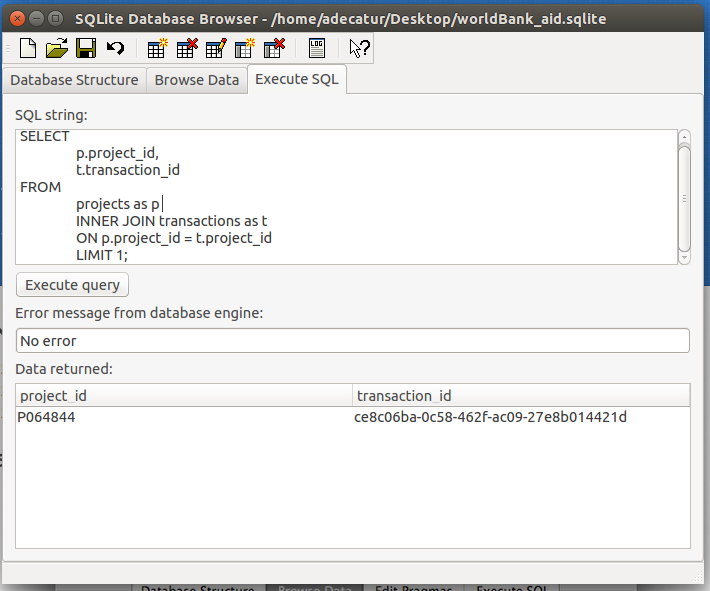 SQLite Database Browser - /home/adecatur/Desktop/worldBank_aid.sqlite
LOG
Database Structure Browse Data Execute SQL
SQL string:
SELECT
p.project_id,
t.transaction_id
FROM
projects as p
INNER JOIN transactions as t
ON p.project_id = t.project_id
LIMIT 1;
Execute query
Error message from database engine:
No error
Data returned:
project_id transaction_id
P064844 ce8c06ba-0c58-462f-ac09-27e8b014421d
Database Structure Browse Data Edit Pragmas Execute SQL